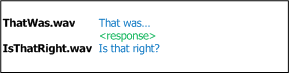 ThatWas.wav That was...
<response>
IsThatRight.wav Is that right?